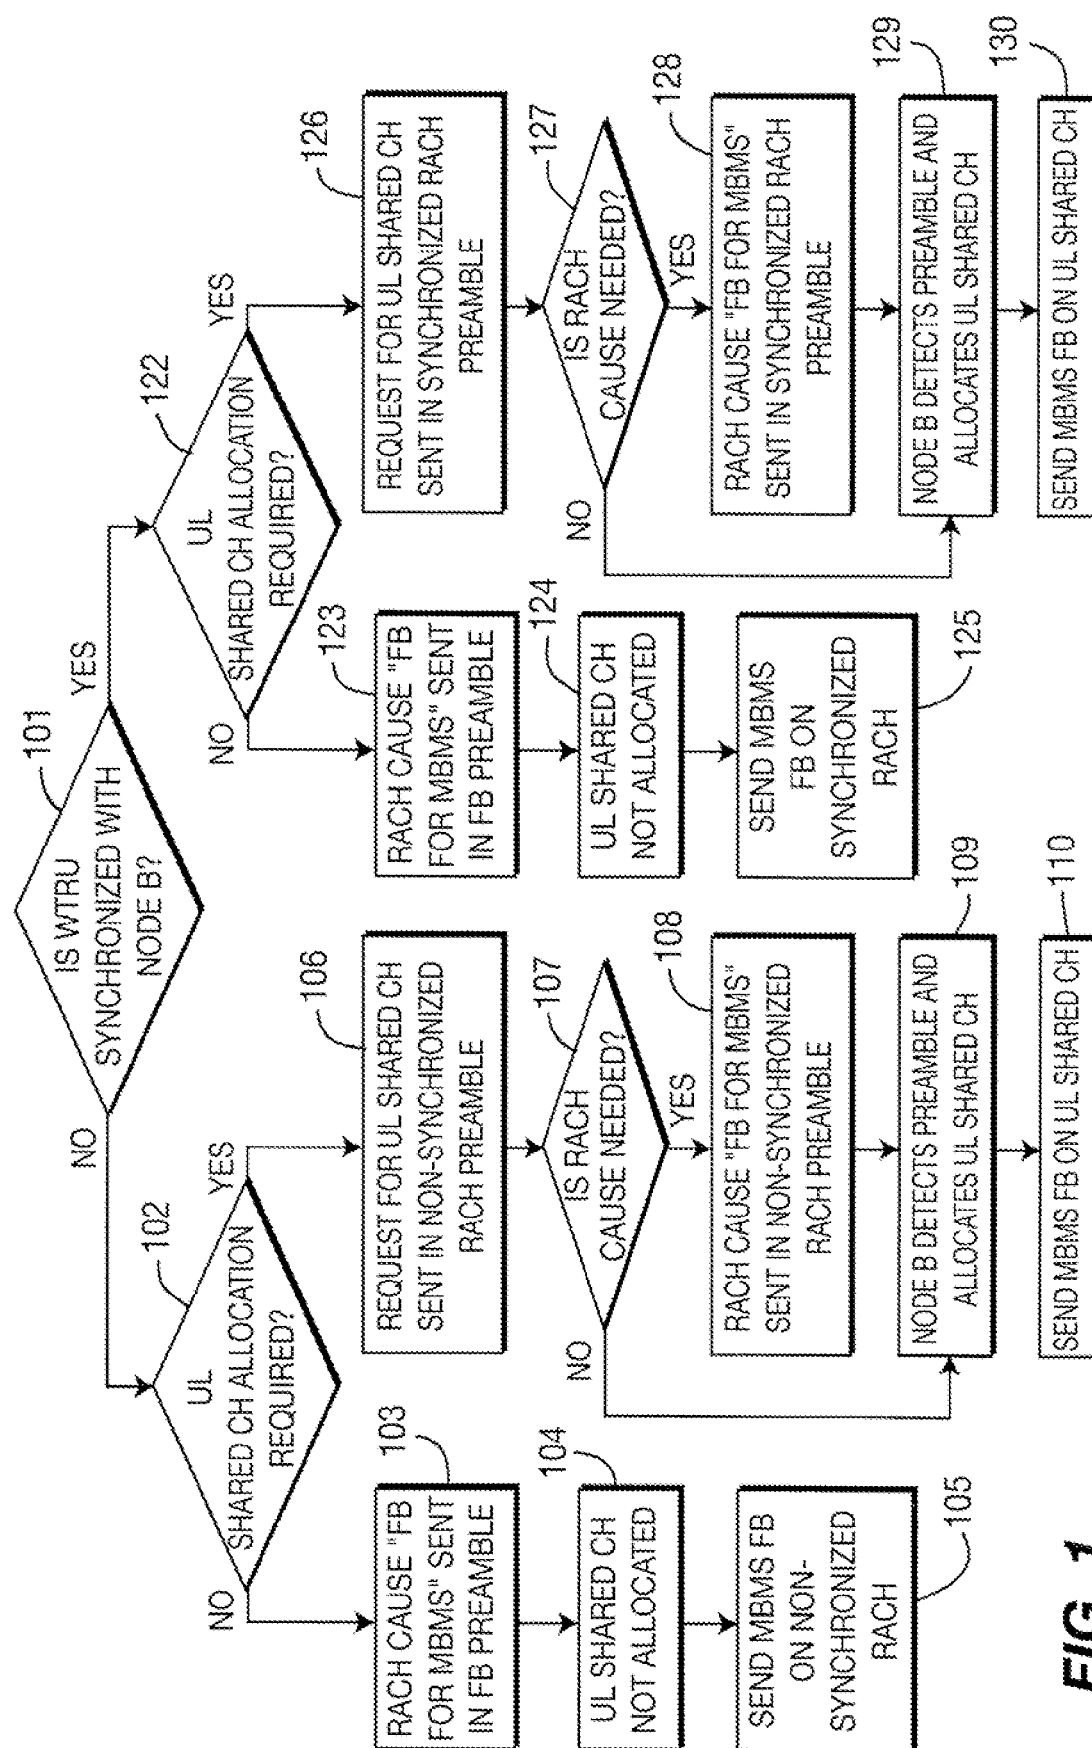 101
IS WTRU
SYNCHRONIZED WITH
NODE B?
NO
YES
102
UL
SHARED CH ALLOCATION
REQUIRED?
NO
YES
122
UL
SHARED CH ALLOCATION
REQUIRED?
NO
YES
103
RACH CAUSE "FB
FOR MBMS" SENT
IN FB PREAMBLE
104
UL SHARED CH
NOT ALLOCATED
SEND MBMS FB
ON NON-
SYNCHRONIZED
RACH
105
106
REQUEST FOR UL SHARED CH
SENT IN NON-SYNCHRONIZED
RACH PREAMBLE
107
IS RACH
CAUSE NEEDED?
NO
YES
108
RACH CAUSE "FB FOR MBMS"
SENT IN NON-SYNCHRONIZED
RACH PREAMBLE
109
NODE B DETECTS PREAMBLE AND
ALLOCATES UL SHARED CH
110
SEND MBMS FB ON UL SHARED CH
123
RACH CAUSE "FB
FOR MBMS" SENT
IN FB PREAMBLE
124
UL SHARED CH
NOT ALLOCATED
SEND MBMS
FB ON
SYNCHRONIZED
RACH
125
126
REQUEST FOR UL SHARED CH
SENT IN SYNCHRONIZED RACH
PREAMBLE
127
IS RACH
CAUSE NEEDED?
NO
YES
128
RACH CAUSE "FB FOR MBMS"
SENT IN SYNCHRONIZED RACH
PREAMBLE
129
NODE B DETECTS PREAMBLE AND
ALLOCATES UL SHARED CH
130
SEND MBMS FB ON UL SHARED CH
FIG. 1